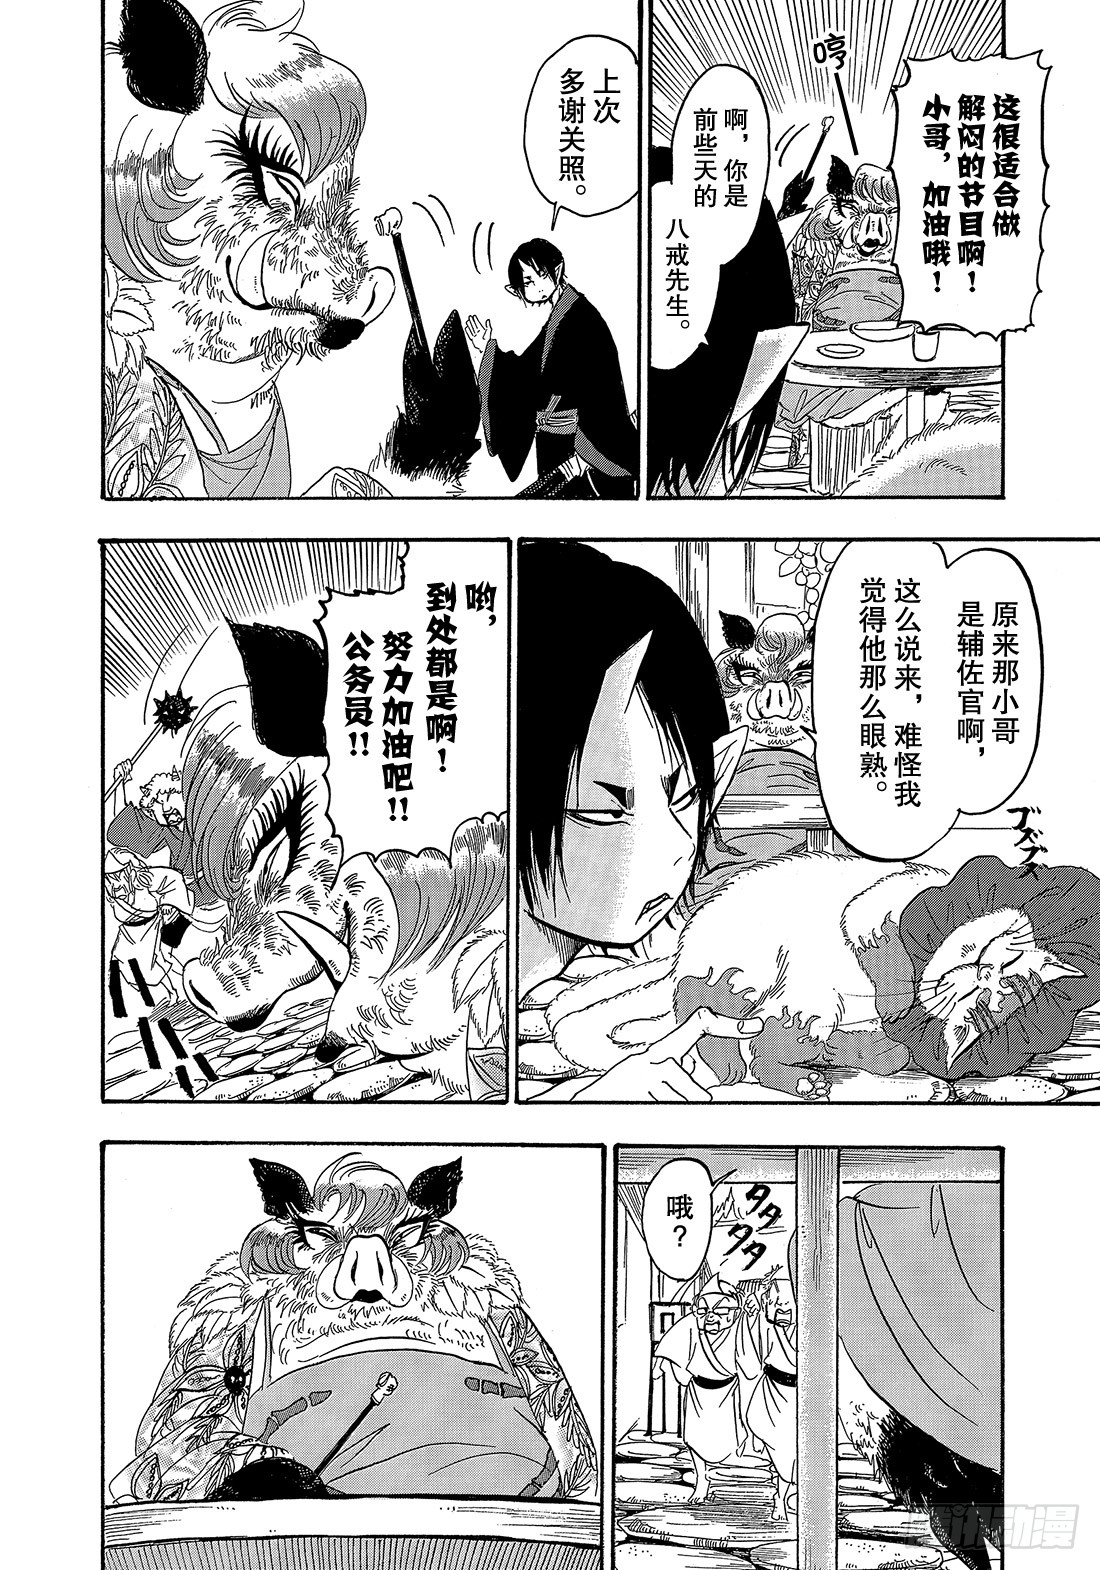 哼
这很适合做
解闷的节目啊！
小哥，加油哦！
啊，你是
前些天的
八戒先生。
上次
多谢关照。
原来那小哥
是辅佐官啊，
这么说来，难怪我
觉得他那么眼熟。
ブズブズ
哟，
到处都是啊！
努力加油吧！！
公务员！！
哦？
タタ
タタ